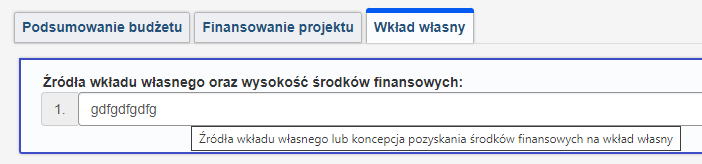 Podsumowanie budżetu Finansowanie projektu Wkład własny
Źródła wkładu własnego oraz wysokość środków finansowych:
1. gdfgdfgdfg
Źródła wkładu własnego lub koncepcja pozyskania środków finansowych na wkład własny